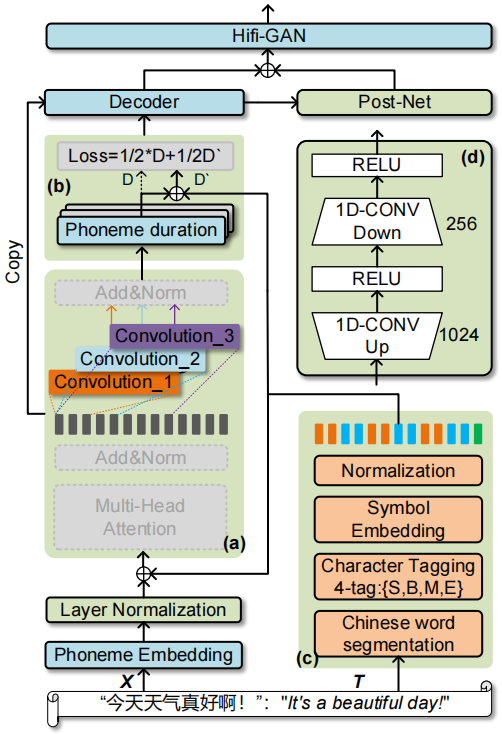 Hifi-GAN
Decoder
Post-Net
Loss=1/2*D+1/2D`
(b)
D
D`
Phoneme duration
Copy
Add&Norm
Convolution_3
Convolution_2
Convolution_1
Add&Norm
Multi-Head
Attention
(a)
Layer Normalization
Phoneme Embedding
X
(d)
RELU
1D-CONV
Down
256
RELU
1D-CONV
Up
1024
Normalization
Symbol
Embedding
Character Tagging
4-tag:{S,B,M,E}
Chinese word
segmentation
(c)
T
“今天天气真好啊！”: "It's a beautiful day!"